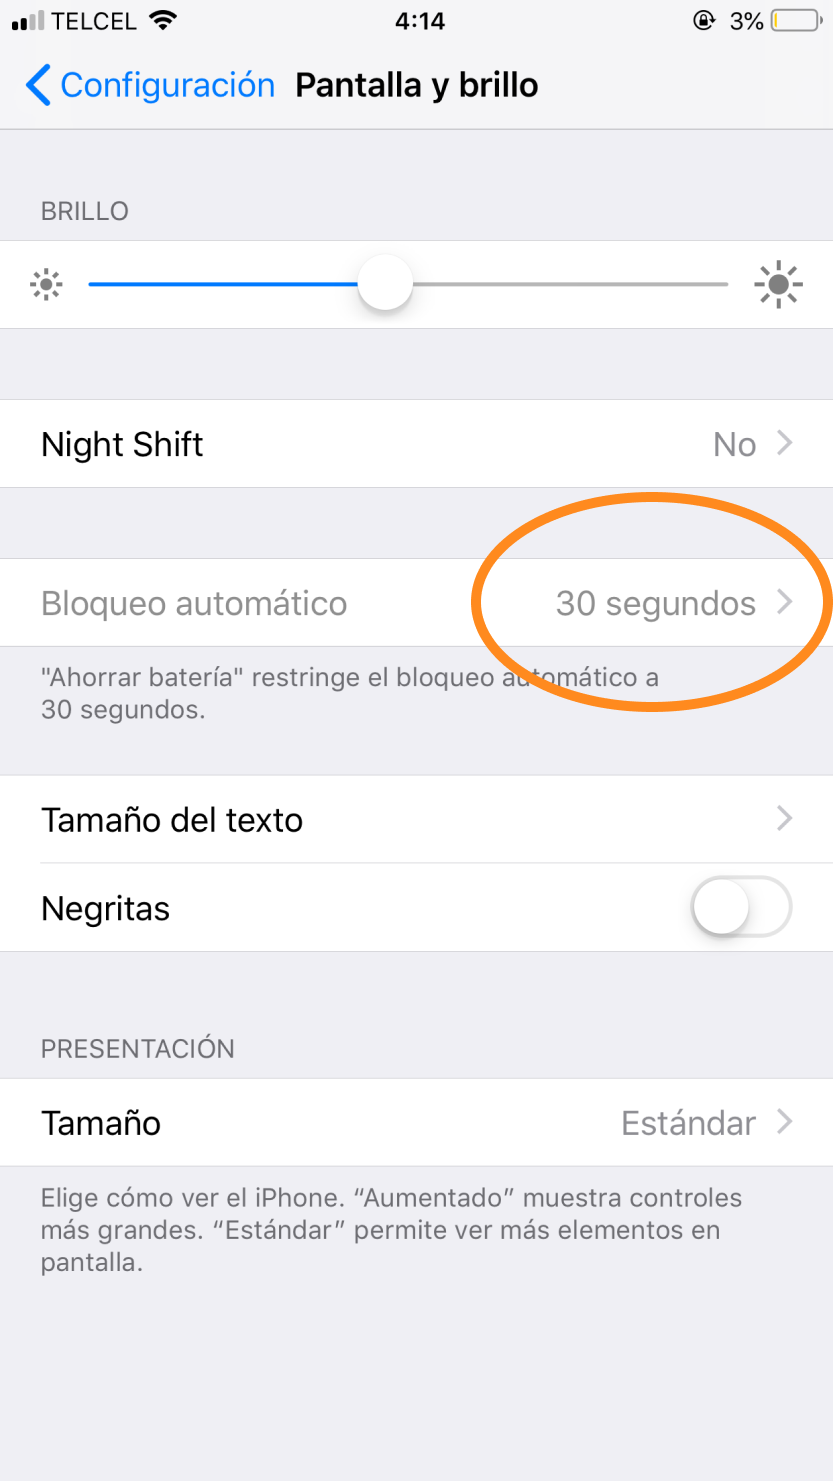 TELCEL 4:14 3%
Configuración Pantalla y brillo
BRILLO
Night Shift No
Bloqueo automático 30 segundos
"Ahorrar batería" restringe el bloqueo automático a
30 segundos.
Tamaño del texto
Negritas
PRESENTACIÓN
Tamaño Estándar
Elige cómo ver el iPhone. “Aumentado” muestra controles
más grandes. “Estándar” permite ver más elementos en
pantalla.